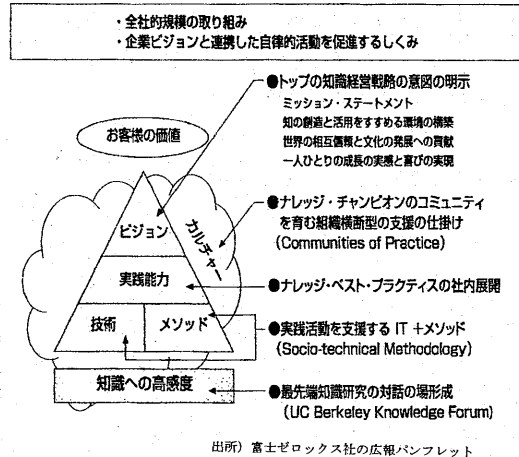 ・全社的規模の取り組み
・企業ビジョンと連携した自律的活動を促進するしくみ
●トップの知識経営戦略の意図の明示
ミッション・ステートメント
知の創造と活用をすすめる環境の構築
世界の相互信頼と文化の発展への貢献
一人ひとりの成長の実感と喜びの実現
お客様の価値
●ナレッジ・チャンピオンのコミュニティ
を育む組織横断型の支援の仕掛け
(Communities of Practice)
ビジョン
カルチャー
実践能力
●ナレッジ・ベスト・プラクティスの社内展開
技術
メソッド
●実践活動を支援する IT +メソッド
(Socio-technical Methodology)
知識への高感度
●最先端知識研究の対話の場形成
(UC Berkeley Knowledge Forum)
出所) 富士ゼロックス社の広報パンフレット